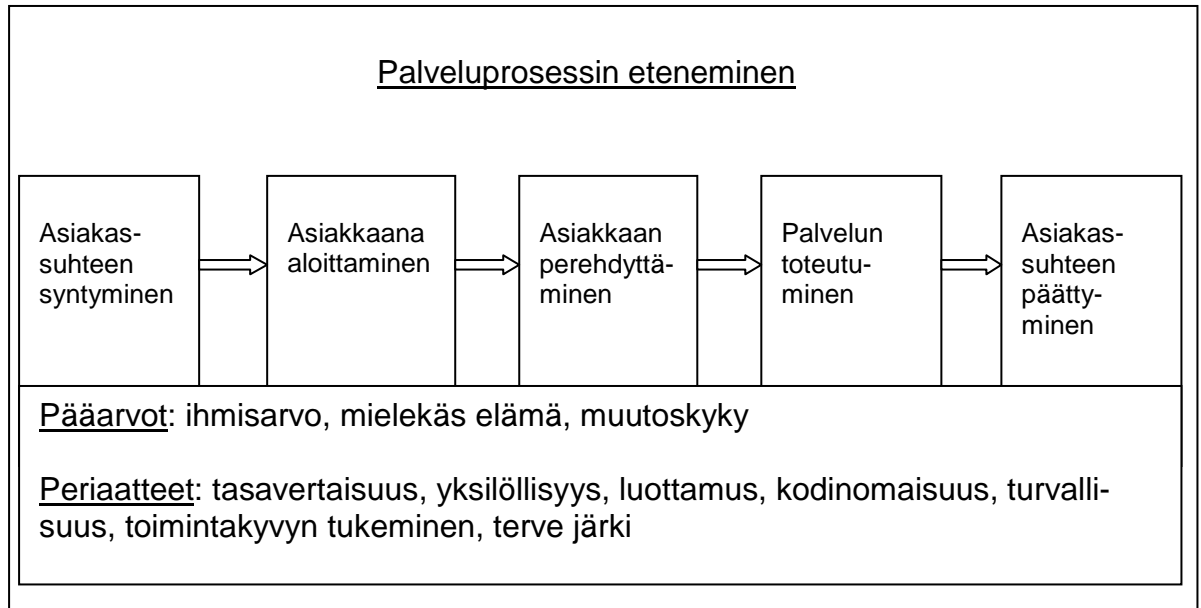 Palveluprosessin eteneminen
Asiakas-
suhteen
syntyminen
Asiakkaana
aloittaminen
Asiakkaan
perehdyttä-
minen
Palvelun
toteutu-
minen
Asiakas-
suhteen
päätty-
minen
Pääarvot: ihmisarvo, mielekäs elämä, muutoskyky
Periaatteet: tasavertaisuus, yksilöllisyys, luottamus, kodinomaisuus, turvalli-
suus, toimintakyvyn tukeminen, terve järki